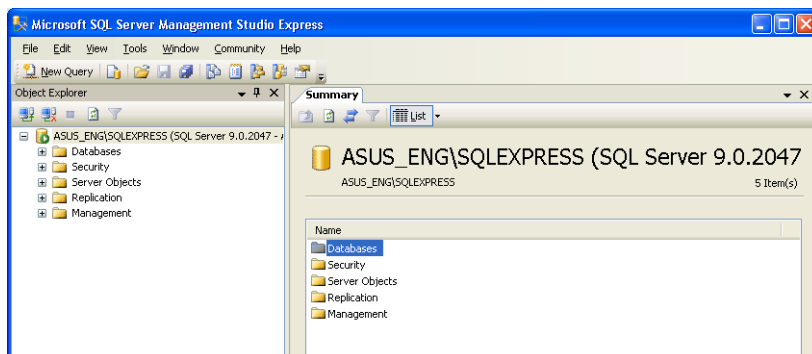 Microsoft SQL Server Management Studio Express
File Edit View Tools Window Community Help
New Query
Object Explorer
ASUS_ENG\SQLEXPRESS (SQL Server 9.0.2047 -
Databases
Security
Server Objects
Replication
Management
Summary
List
ASUS_ENG\SQLEXPRESS (SQL Server 9.0.2047
ASUS_ENG\SQLEXPRESS 5 Item(s)
Name
Databases
Security
Server Objects
Replication
Management